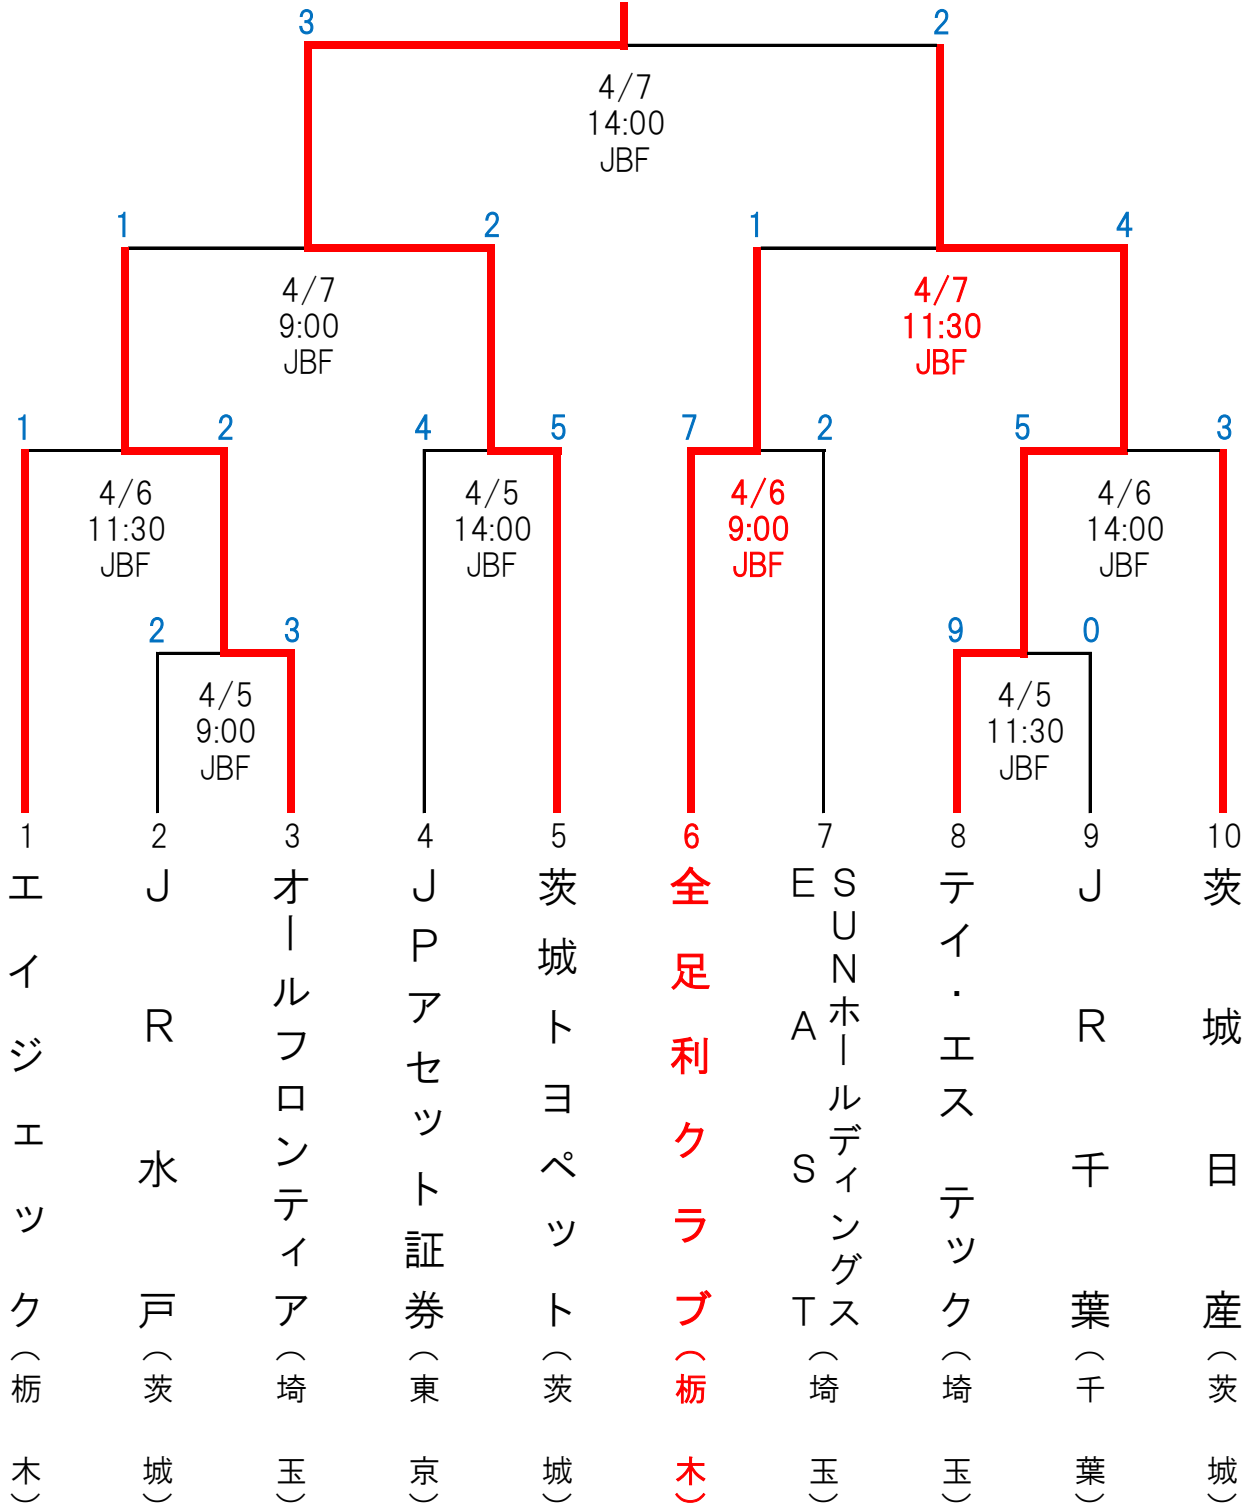 3
2
4/7
14:00
JBF
1
2
1
4
4/7
9:00
JBF
4/7
11:30
JBF
1
2
4
5
7
2
5
3
4/6
11:30
JBF
4/5
14:00
JBF
4/6
9:00
JBF
4/6
14:00
JBF
2
3
9
0
4/5
9:00
JBF
4/5
11:30
JBF
1
2
3
4
5
6
7
8
9
10
エイジェック(栃木)
JR水戸(茨城)
オールフロンティア(埼玉)
JPアセット証券(東京)
茨城トヨペット(茨城)
全足利クラブ(栃木)
SUNホールディングス
EAST(埼玉)
テイ・エス テック(埼玉)
JR千葉(千葉)
茨城日産(茨城)